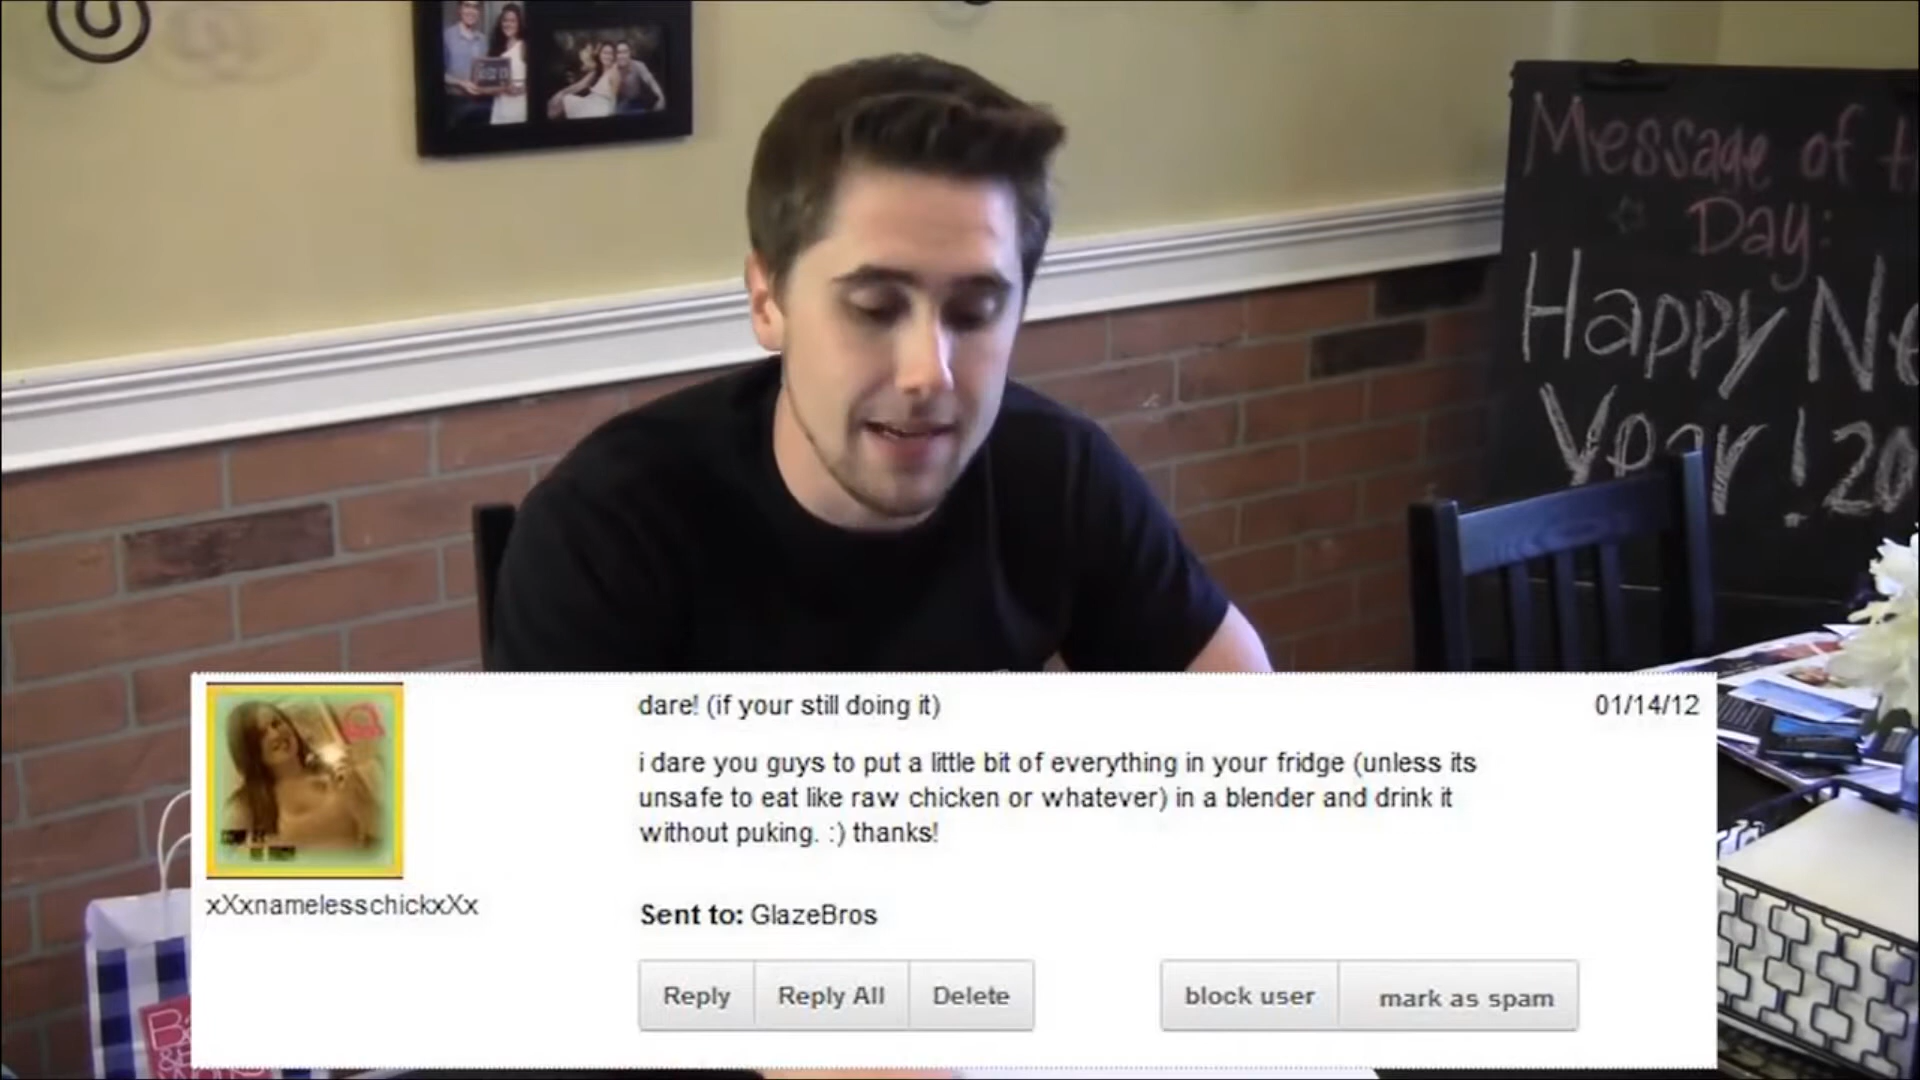 Message of
Day:
Happy
Year! 20
dare! (if your still doing it)
01/14/12
i dare you guys to put a little bit of everything in your fridge (unless its
unsafe to eat like raw chicken or whatever) in a blender and drink it
without puking. :) thanks!
xXxnamelesschickxXx
Sent to: GlazeBros
Reply Reply All Delete block user mark as spam